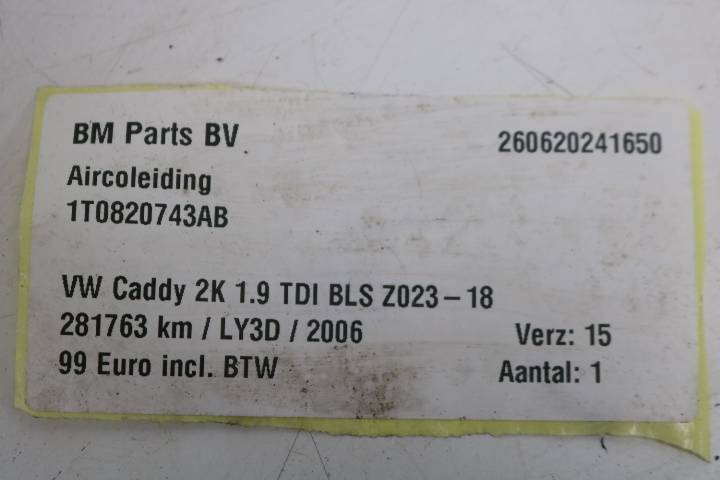 BM Parts BV 260620241650
Aircoleiding
1T0820743AB
VW Caddy 2K 1.9 TDI BLS Z023-18
281763 km / LY3D / 2006 Verz: 15
99 Euro incl. BTW Aantal: 1